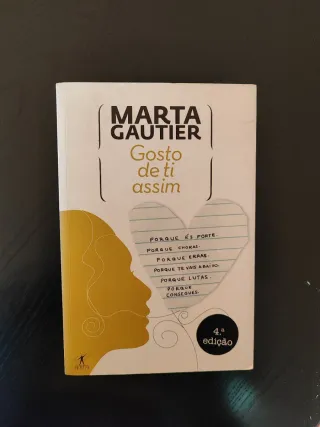 MARTA
GAUTIER
Gosto
de ti
assim
PORQUE ÉS FORTE.
PORQUE CHORAS.
PORQUE ERRAS.
PORQUE TE VAIS ABAIXO.
PORQUE LUTAS.
PORQUE
CONSEGUES.
4.ª
edição